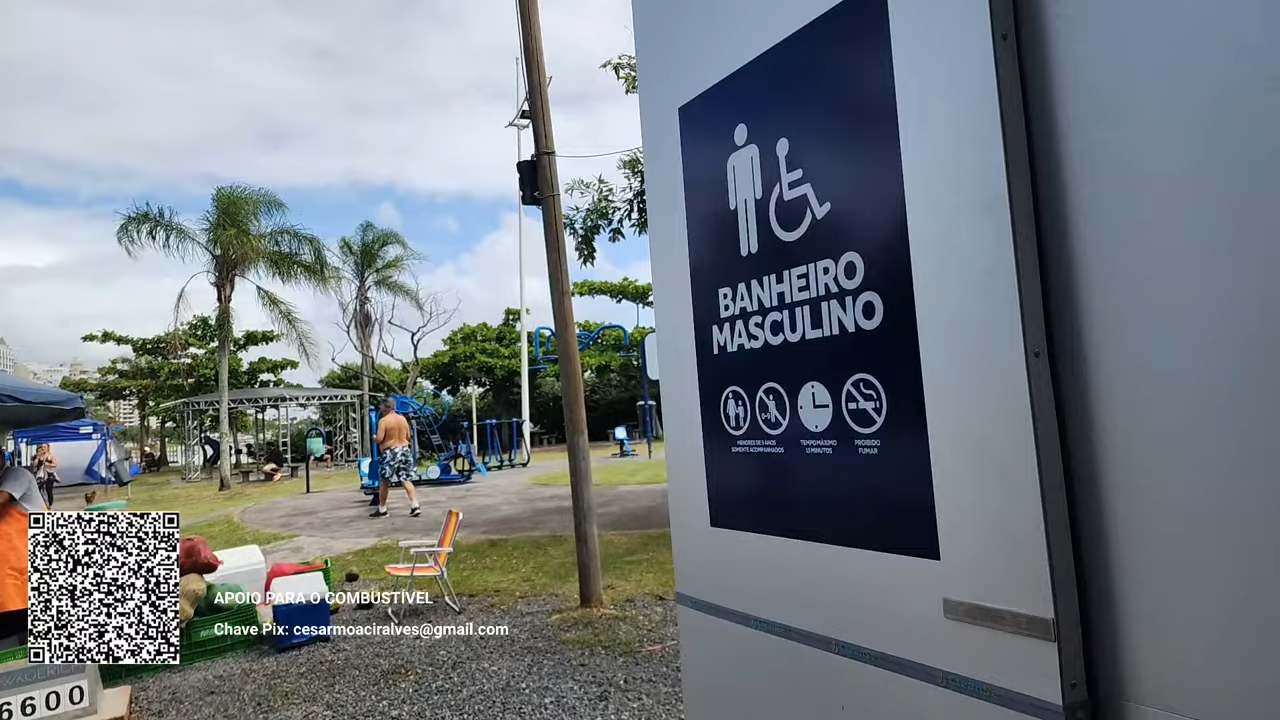 BANHEIRO
MASCULINO
MENORES DE 9 ANOS
SOMENTE ACOMPANHADOS
TEMPO MÁXIMO
15 MINUTOS
PROIBIDO
FUMAR
APOIO PARA O COMBUSTÍVEL
Chave Pix: cesarmoaciralves@gmail.com
6600